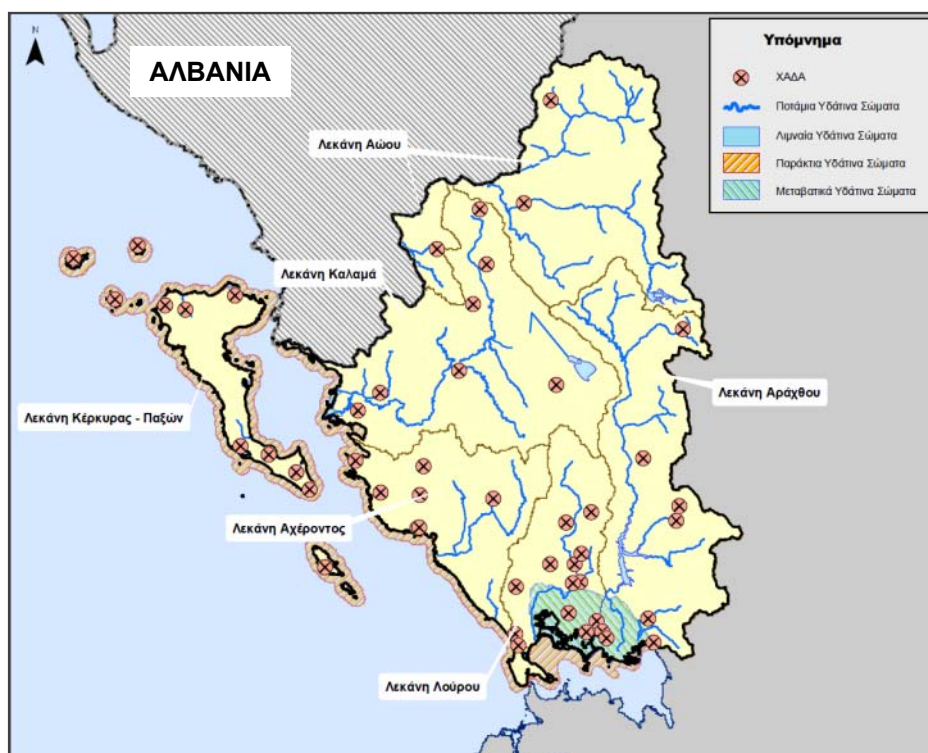 N
ΑΛΒΑΝΙΑ
Υπόμνημα
ΧΑΔΑ
Ποτάμια Υδάτινα Σώματα
Λιμναία Υδάτινα Σώματα
Παράκτια Υδάτινα Σώματα
Μεταβατικά Υδάτινα Σώματα
Λεκάνη Αώου
Λεκάνη Καλαμά
Λεκάνη Αράχθου
Λεκάνη Κέρκυρας - Παξών
Λεκάνη Αχέροντος
Λεκάνη Λούρου